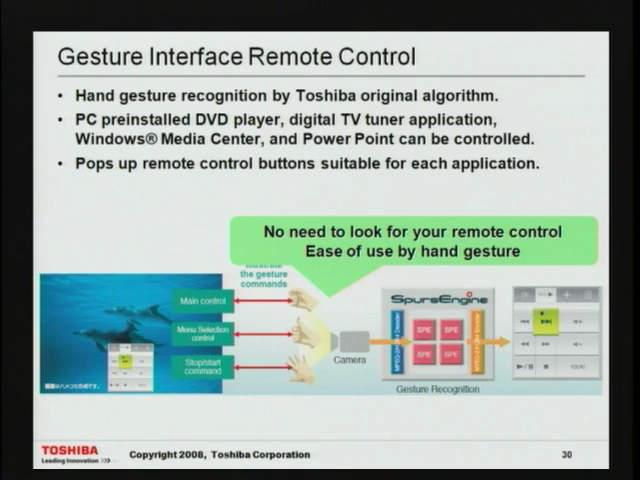 Gesture Interface Remote Control
• Hand gesture recognition by Toshiba original algorithm.
• PC preinstalled DVD player, digital TV tuner application,
Windows® Media Center, and Power Point can be controlled.
• Pops up remote control buttons suitable for each application.
No need to look for your remote control
Ease of use by hand gesture
the gesture
commands
Main control
Menu Selection
control
Stop/start
command
Camera
SpursEngine
SPE
SPE
SPE
SPE
Gesture Recognition
TOSHIBA
Leading Innovation
Copyright 2008, Toshiba Corporation
30